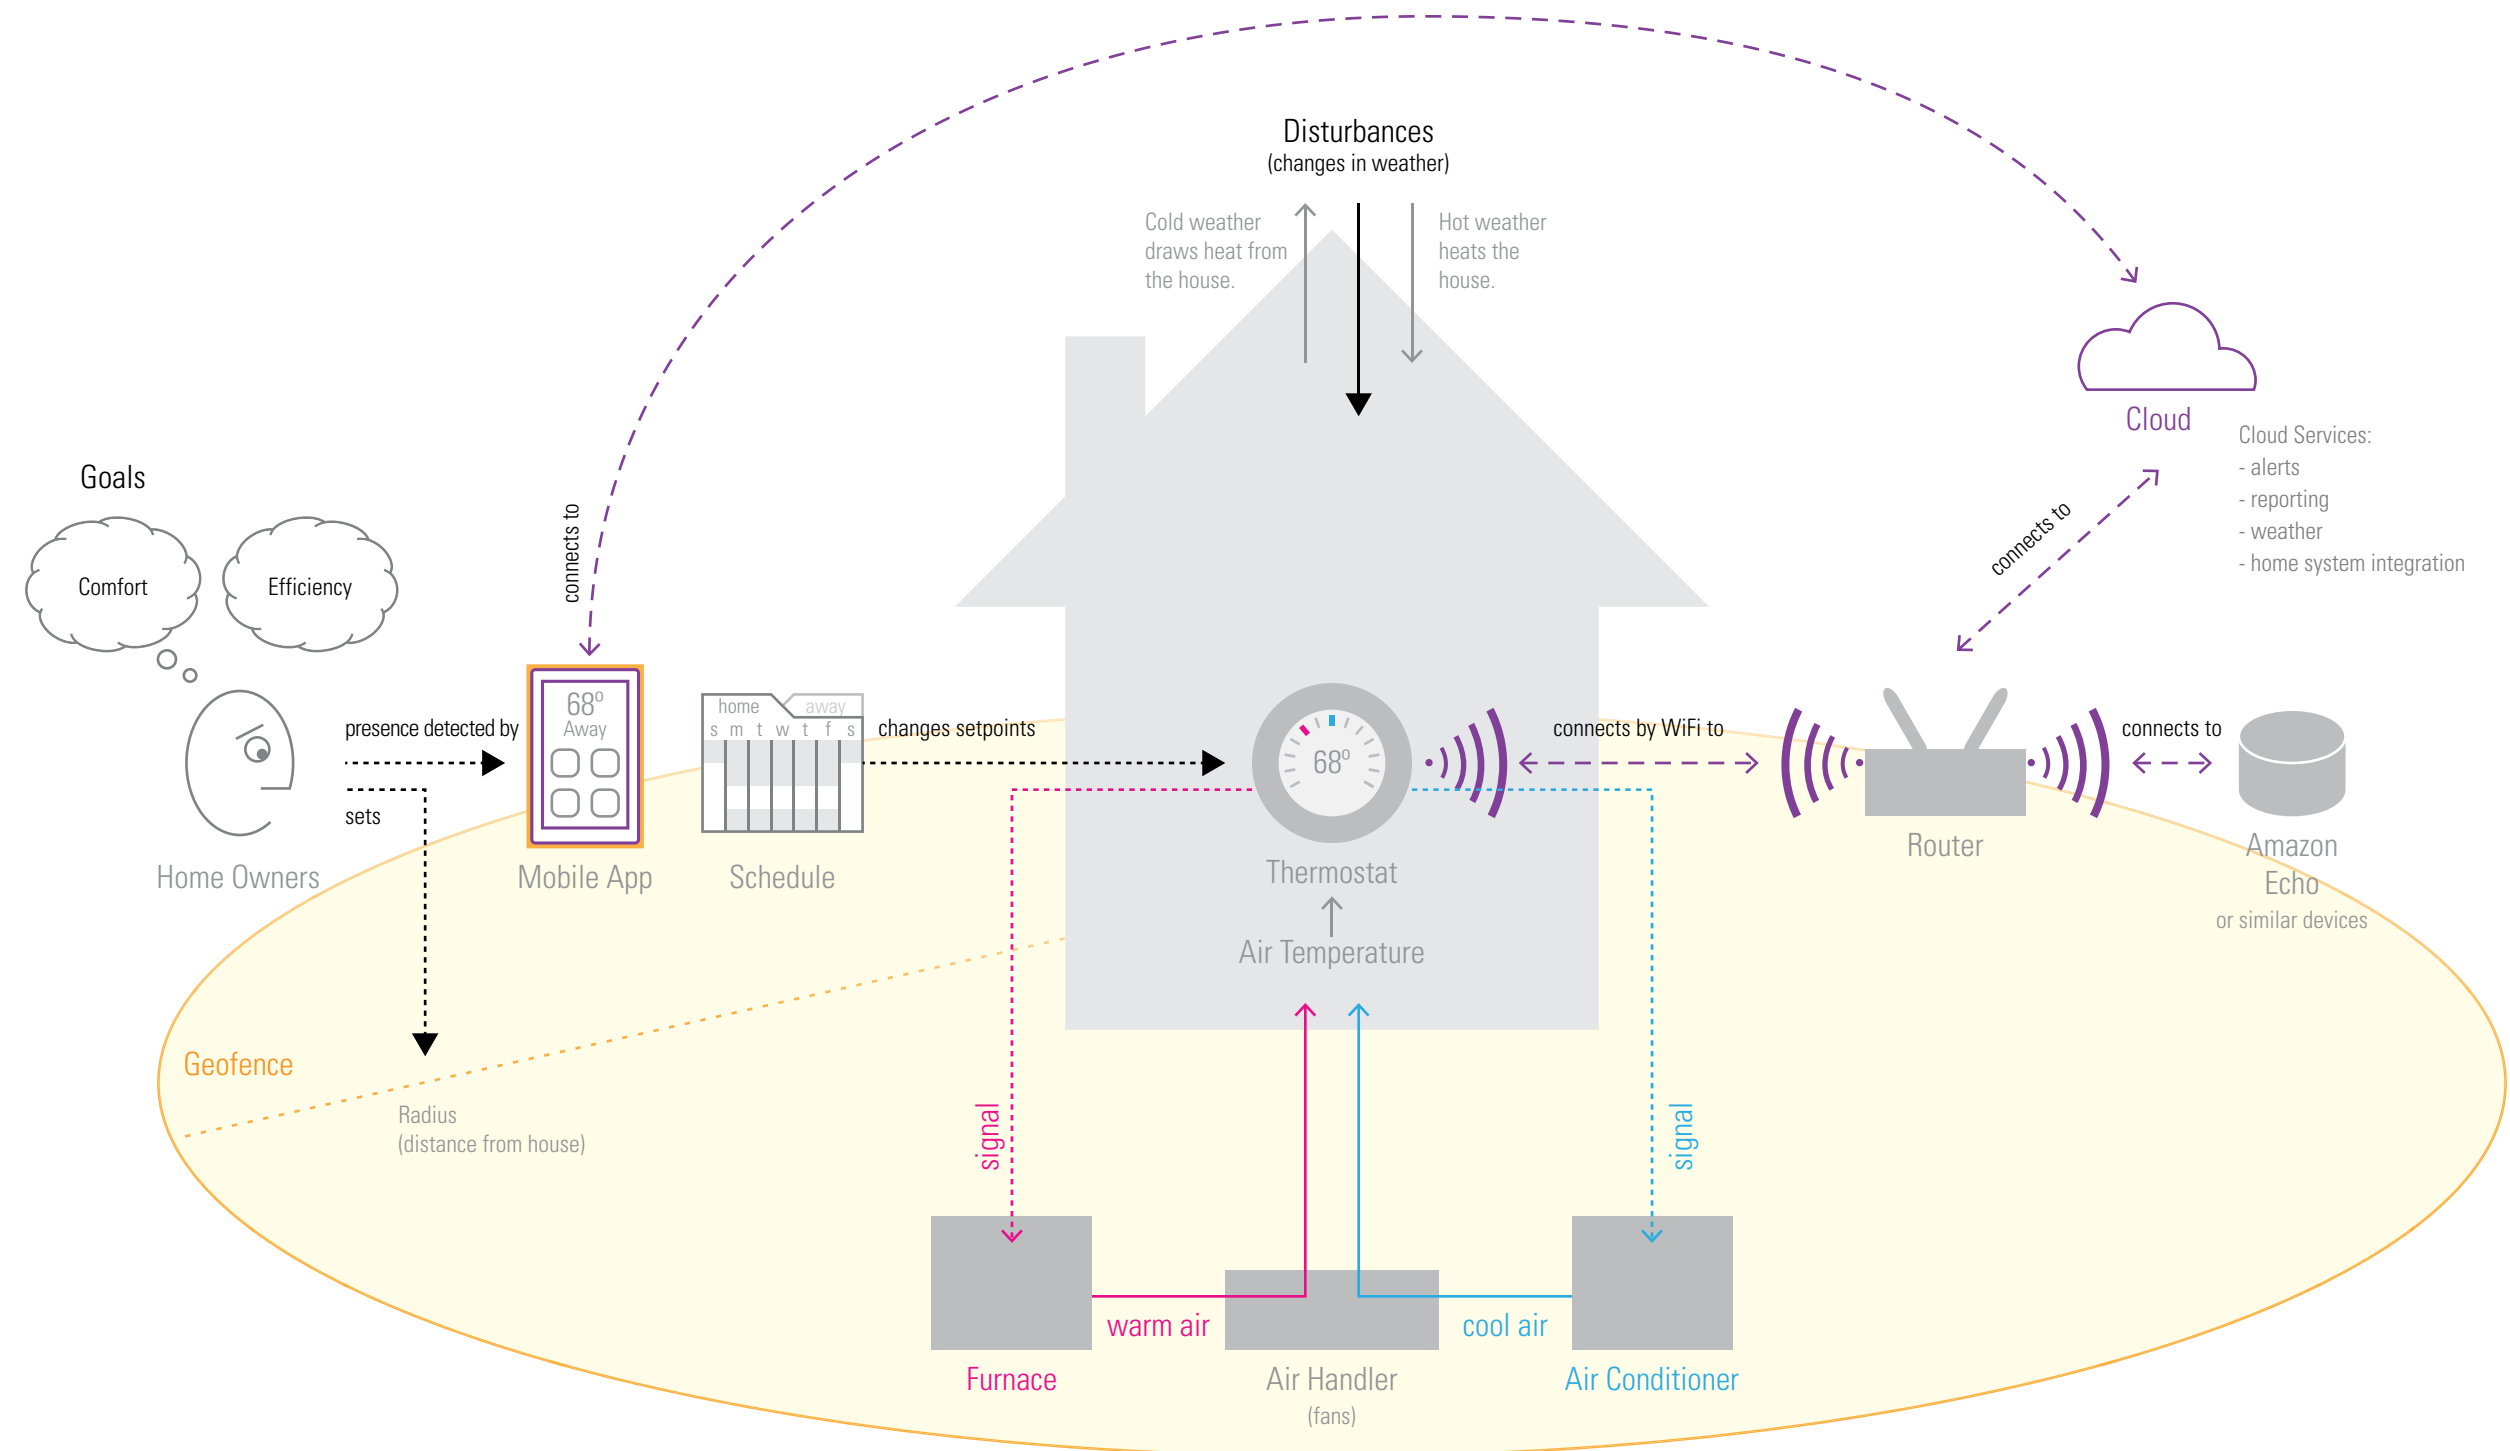 Disturbances
(changes in weather)
Cold weather
draws heat from
the house.
Hot weather
heats the
house.
Cloud
Cloud Services:
- alerts
- reporting
- weather
- home system integration
Goals
Comfort
Efficiency
connects to
connects to
68º
Away
home
away
s m t w t f s
presence detected by
sets
changes setpoints
68º
connects by WiFi to
connects to
Home Owners
Mobile App
Schedule
Thermostat
Router
Amazon
Echo
or similar devices
Air Temperature
Geofence
Radius
(distance from house)
signal
signal
warm air
cool air
Furnace
Air Handler
(fans)
Air Conditioner